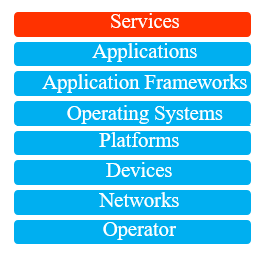 Services
Applications
Application Frameworks
Operating Systems
Platforms
Devices
Networks
Operator